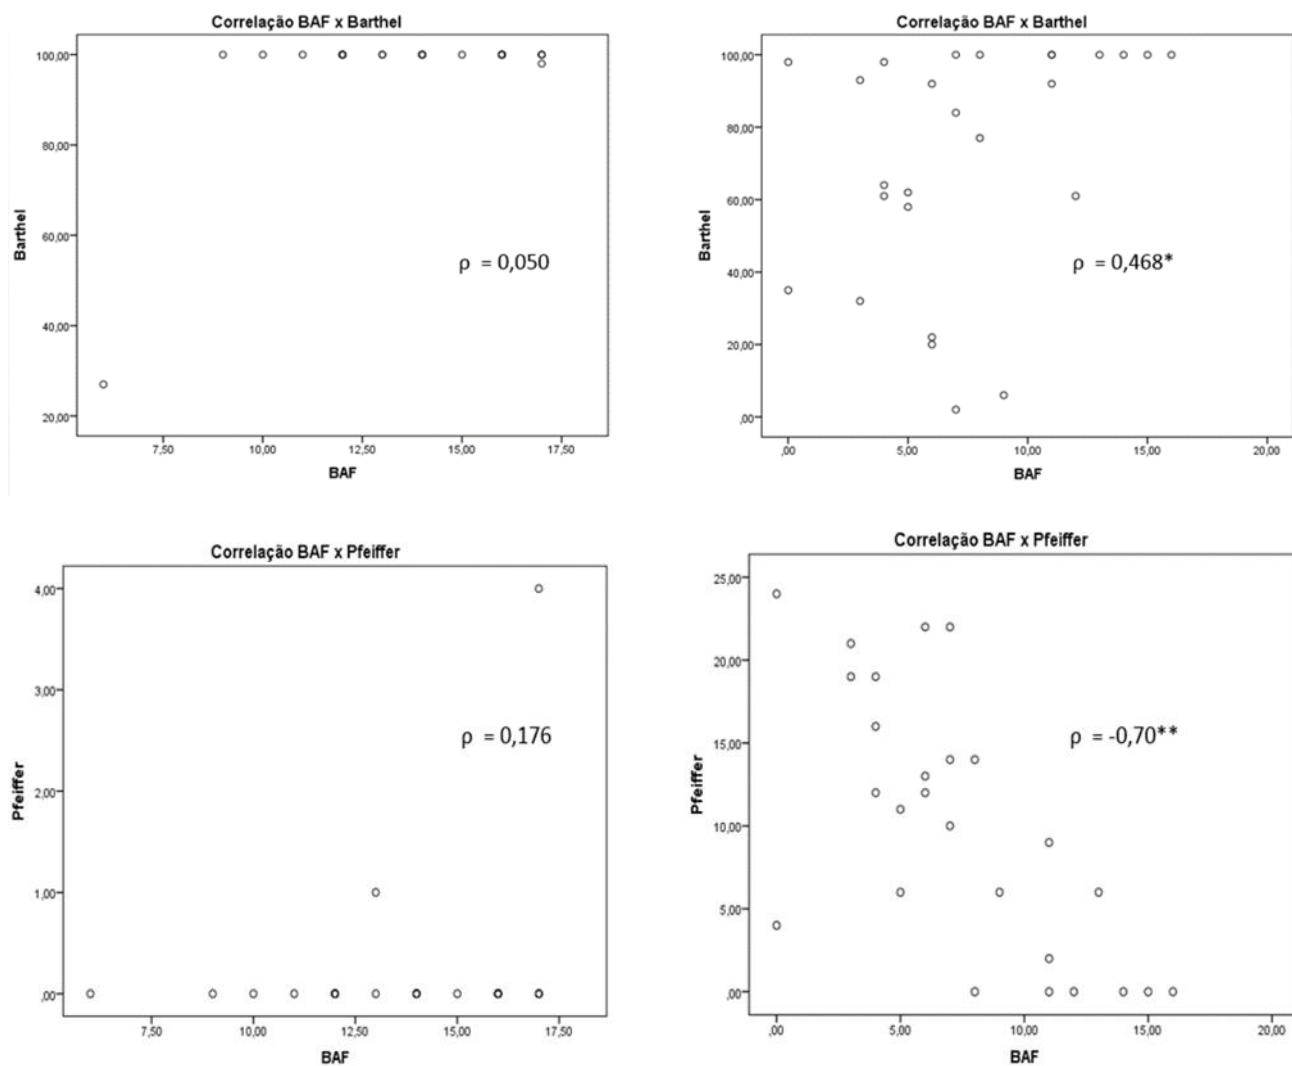 Correlação BAF x Barthel
100,00
80,00
60,00
40,00
20,00
Barthel
ρ = 0,050
7,50 10,00 12,50 15,00 17,50
BAF
Correlação BAF x Barthel
100,00
80,00
60,00
40,00
20,00
,00
Barthel
ρ = 0,468*
,00 5,00 10,00 15,00 20,00
BAF
Correlação BAF x Pfeiffer
4,00
3,00
2,00
1,00
,00
Pfeiffer
ρ = 0,176
7,50 10,00 12,50 15,00 17,50
BAF
Correlação BAF x Pfeiffer
25,00
20,00
15,00
10,00
5,00
,00
Pfeiffer
ρ = -0,70**
,00 5,00 10,00 15,00 20,00
BAF